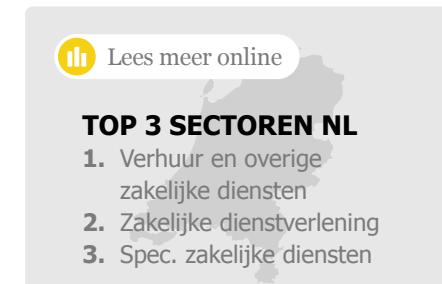 Lees meer online
TOP 3 SECTOREN NL
1. Verhuur en overige
zakelijke diensten
2. Zakelijke dienstverlening
3. Spec. zakelijke diensten